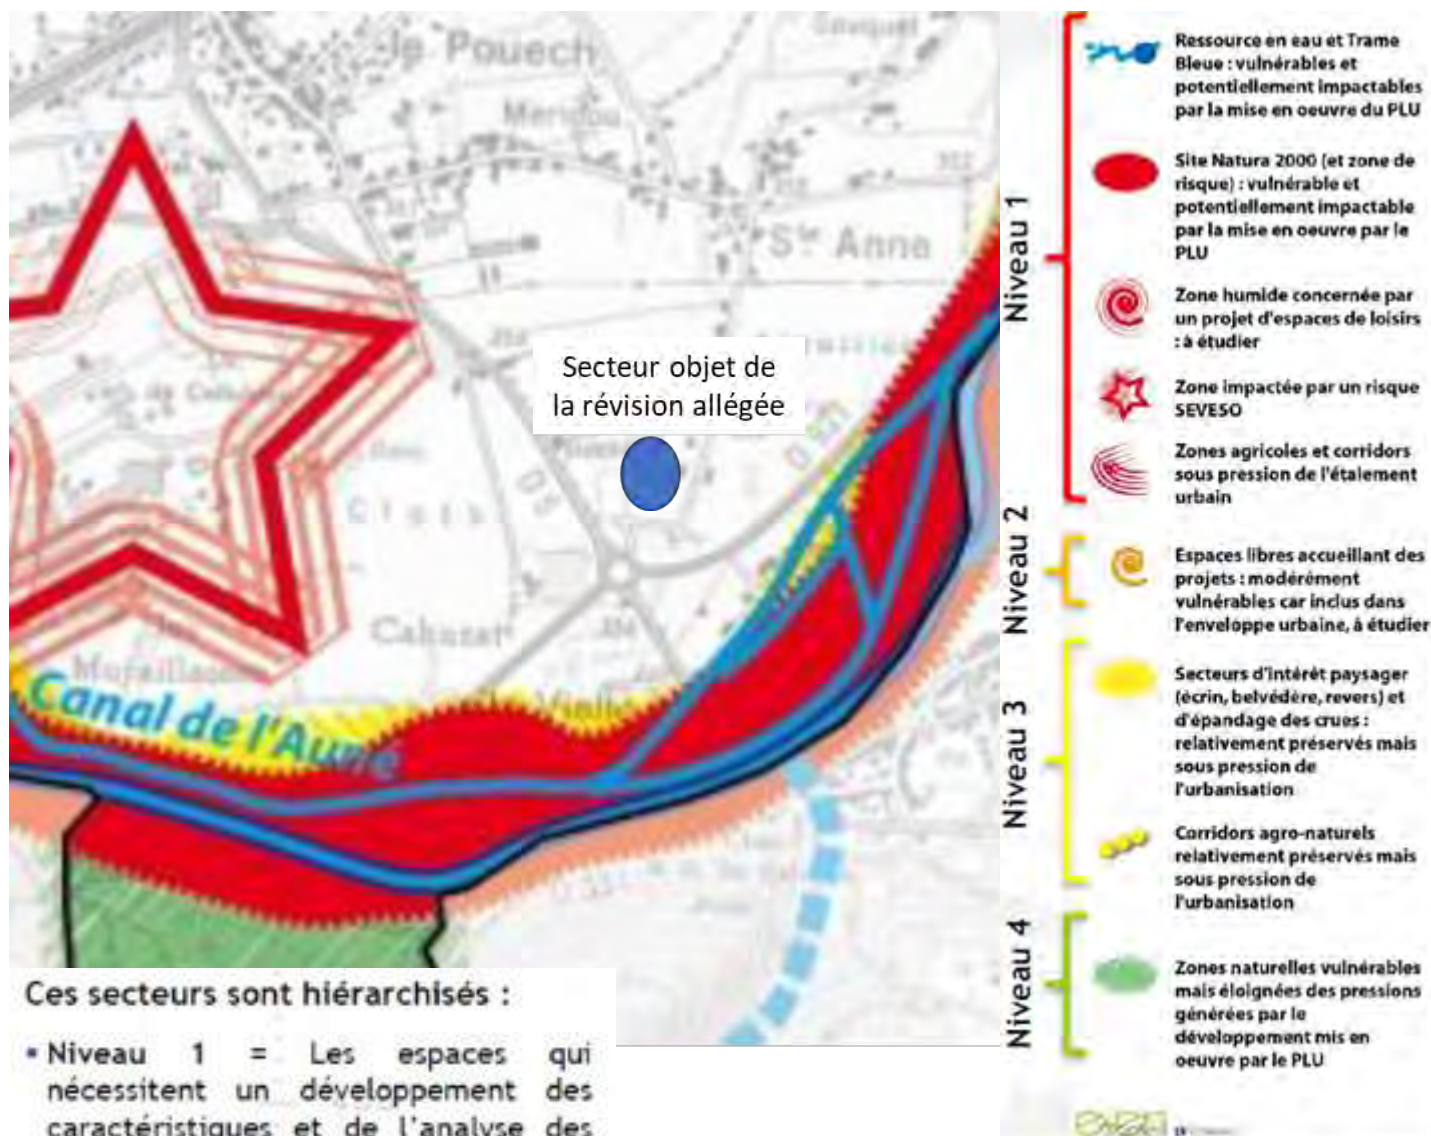 le Pouech
Meridou
Ste Anne
Secteur objet de
la révision allégée
D 5
Cahuzat
Canal de l'Aurié
Ces secteurs sont hiérarchisés :
▪ Niveau 1 = Les espaces qui
nécessitent un développement des
caractéristiques et de l'analyse des
Niveau 1
Ressource en eau et Trame
Bleue : vulnérables et
potentiellement impactables
par la mise en oeuvre du PLU
Site Natura 2000 (et zone de
risque) : vulnérable et
potentiellement impactable
par la mise en oeuvre par le
PLU
Zone humide concernée par
un projet d'espaces de loisirs
: à étudier
Zone impactée par un risque
SEVESO
Zones agricoles et corridors
sous pression de l'étalement
urbain
Niveau 2
Espaces libres accueillant des
projets : modérément
vulnérables car inclus dans
l'enveloppe urbaine, à étudier
Niveau 3
Secteurs d'intérêt paysager
(écrin, belvédère, revers) et
d'épandage des crues :
relativement préservés mais
sous pression de
l'urbanisation
Corridors agro-naturels
relativement préservés mais
sous pression de
l'urbanisation
Niveau 4
Zones naturelles vulnérables
mais éloignées des pressions
générées par le
développement mis en
oeuvre par le PLU